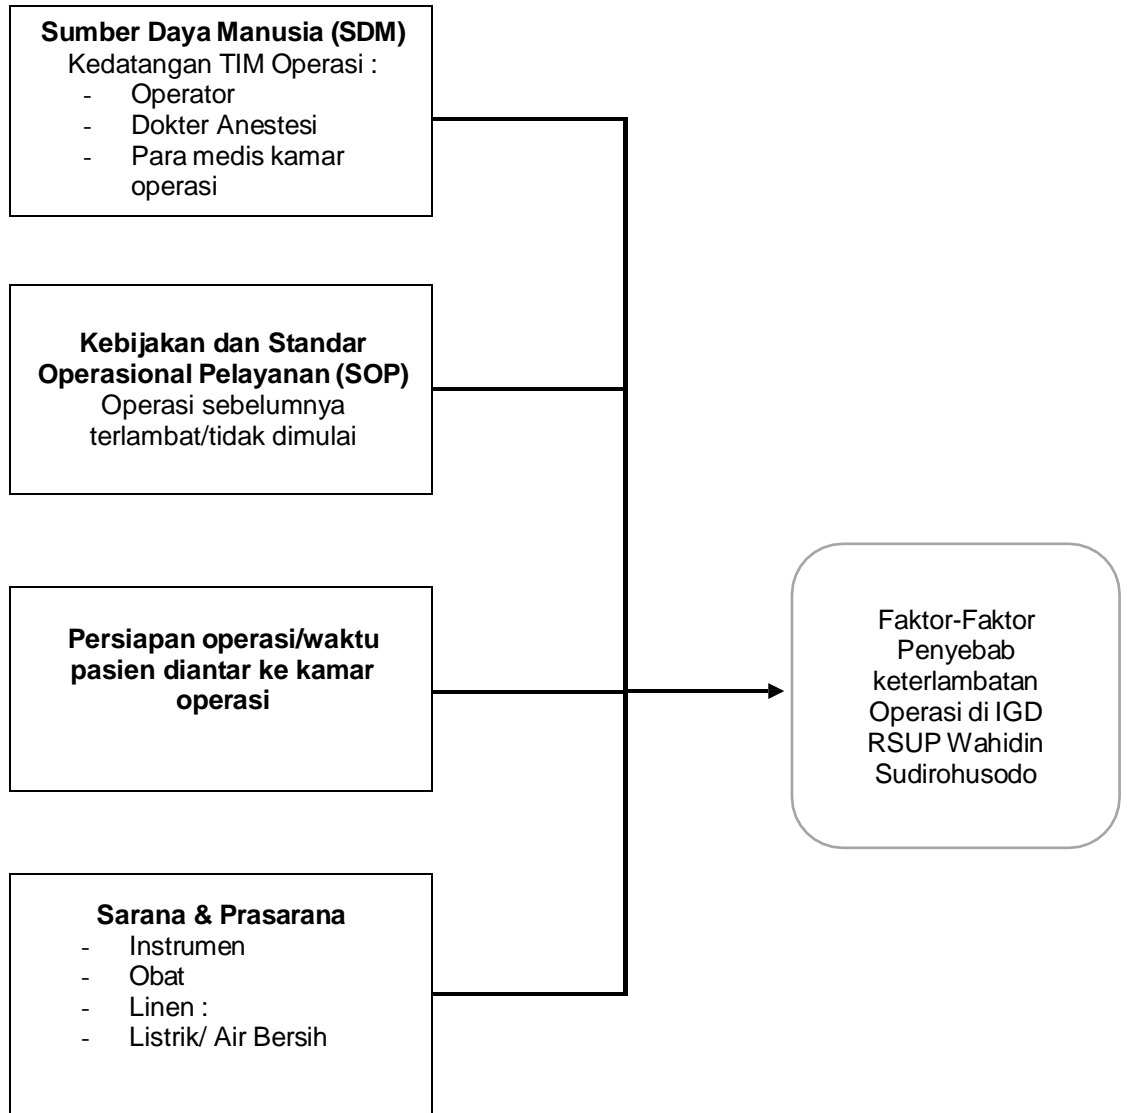 Sumber Daya Manusia (SDM)
Kedatangan TIM Operasi :
- Operator
- Dokter Anestesi
- Para medis kamar
operasi
Kebijakan dan Standar
Operasional Pelayanan (SOP)
Operasi sebelumnya
terlambat/tidak dimulai
Persiapan operasi/waktu
pasien diantar ke kamar
operasi
Sarana & Prasarana
- Instrumen
- Obat
- Linen :
- Listrik/ Air Bersih
Faktor-Faktor
Penyebab
keterlambatan
Operasi di IGD
RSUP Wahidin
Sudirohusodo